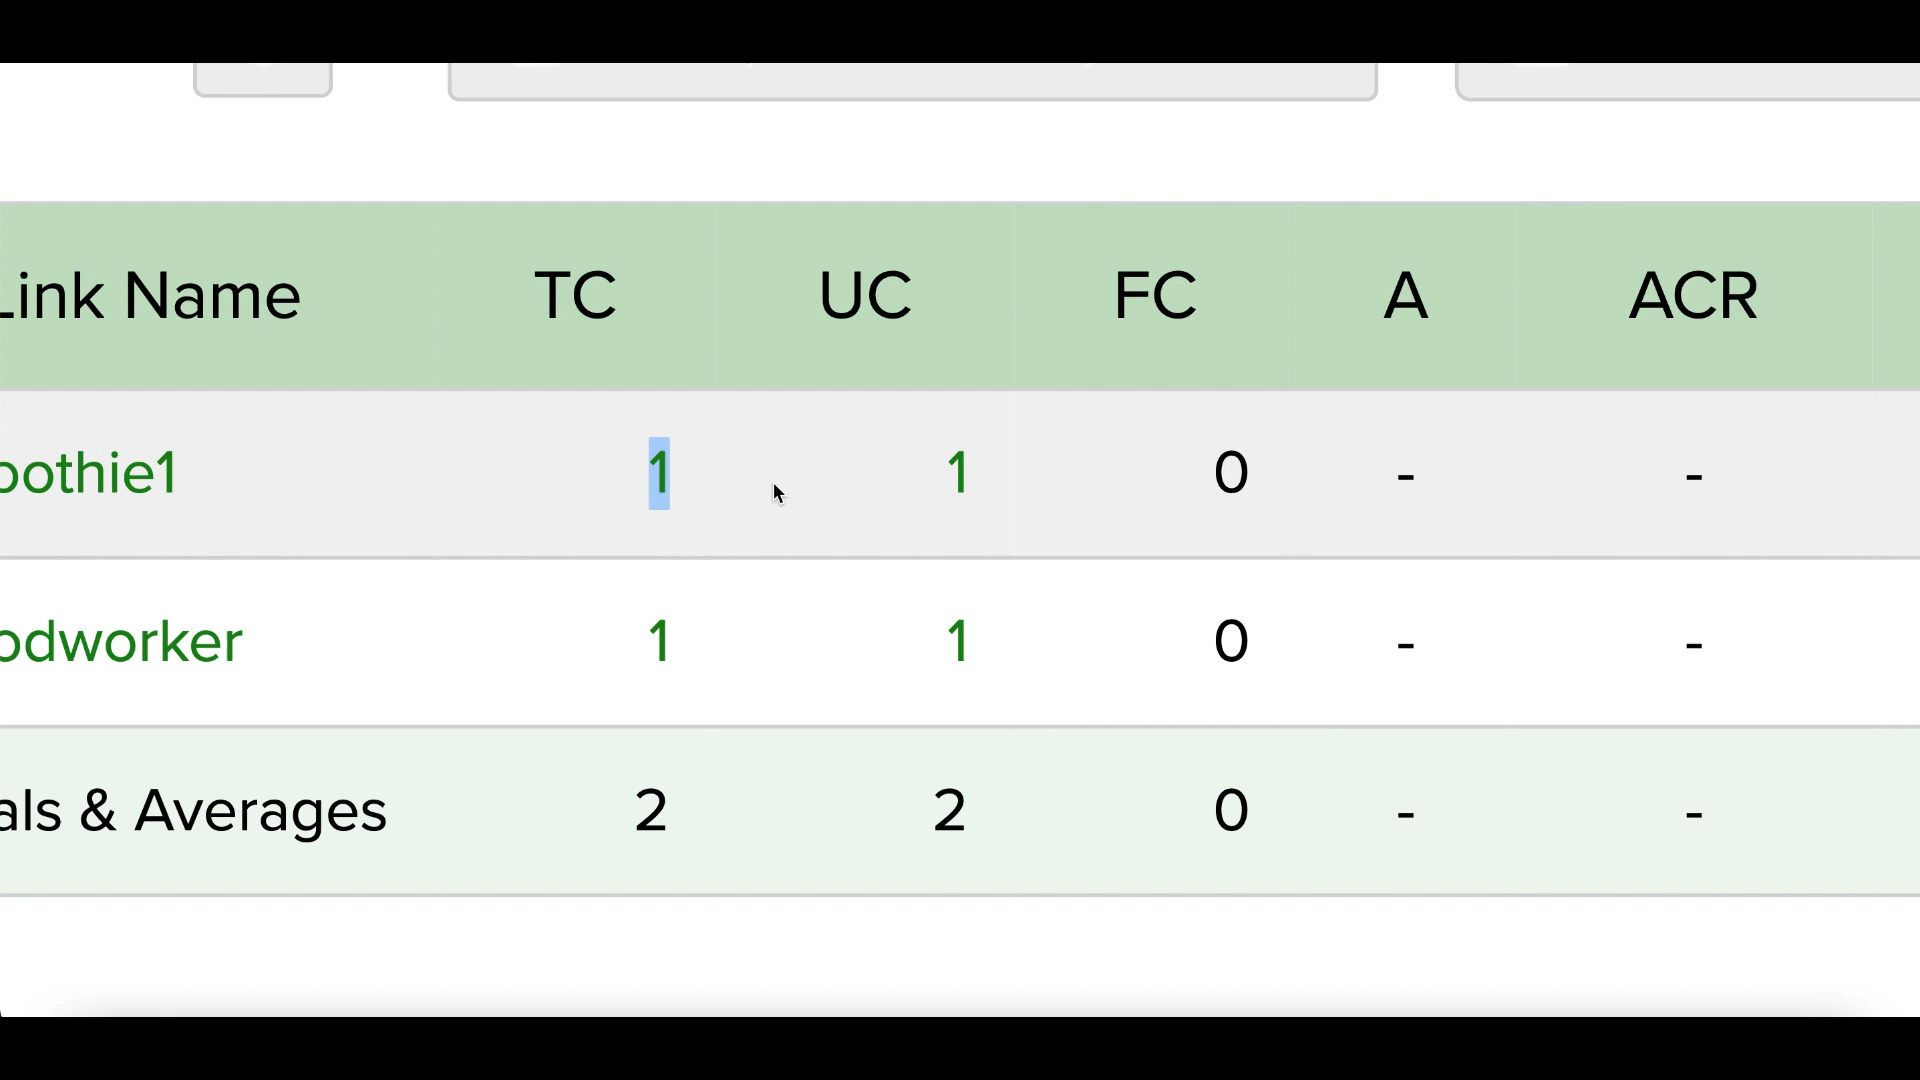 Link Name TC UC FC A ACR
oothie1 1 1 0 - -
odworker 1 1 0 - -
als & Averages 2 2 0 - -